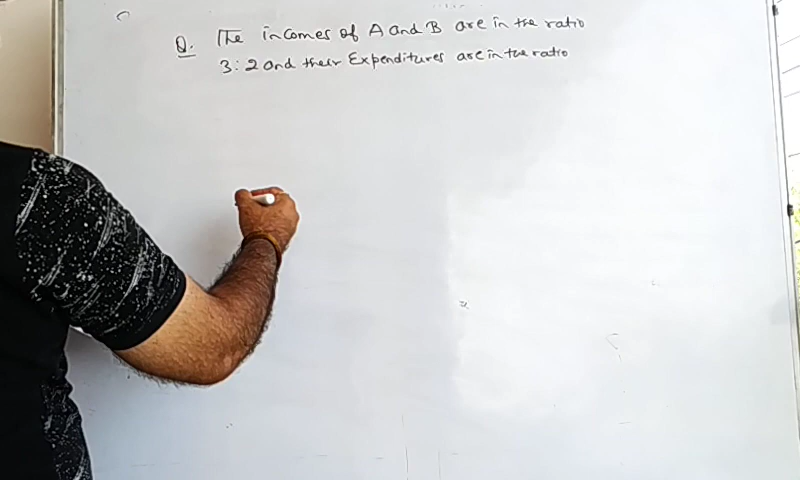 Q. The incomes of A and B are in the ratio
3:2 and their Expenditures are in the ratio